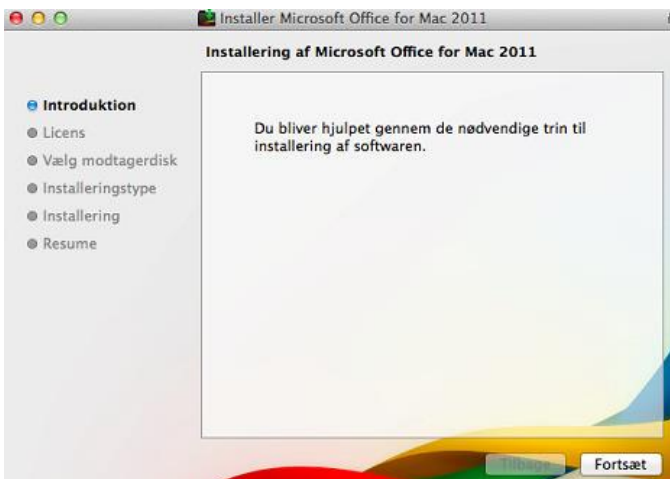 Installer Microsoft Office for Mac 2011
Installering af Microsoft Office for Mac 2011
Introduktion
Licens
Vælg modtagerdisk
Installeringstype
Installering
Resume
Du bliver hjulpet gennem de nødvendige trin til
installering af softwaren.
Tilbage
Fortsæt